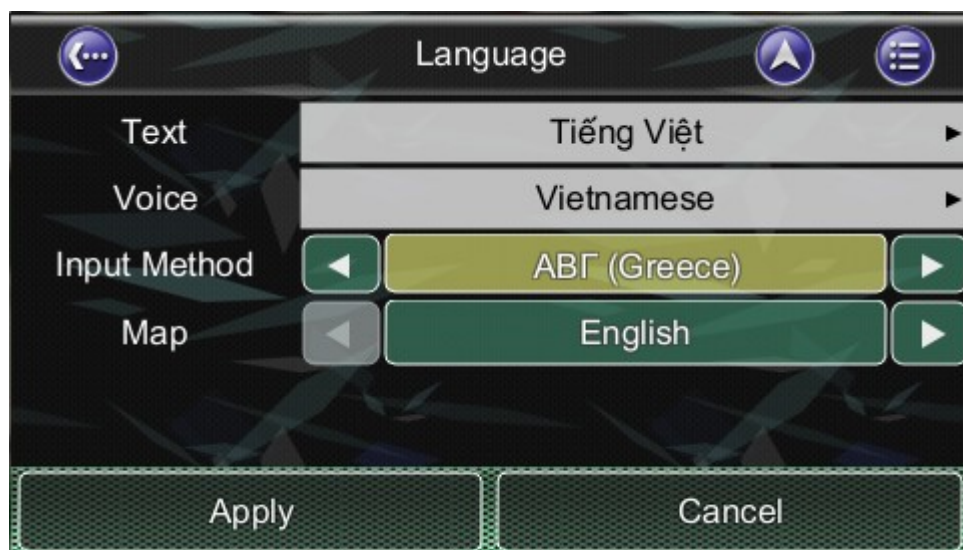 Language
Text
Tiếng Việt
Voice
Vietnamese
Input Method
ΑΒΓ (Greece)
Map
English
Apply
Cancel